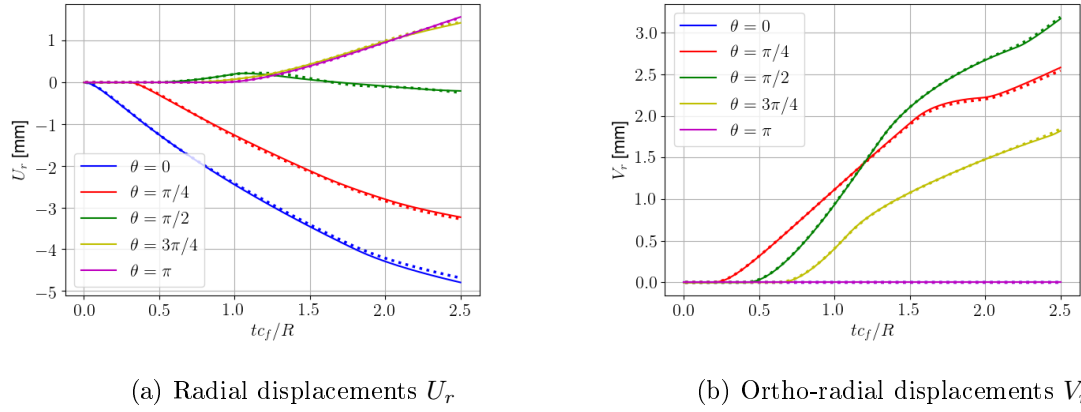 1
0
−1
−2
−3
−4
−5
U_r [mm]
θ = 0
θ = π/4
θ = π/2
θ = 3π/4
θ = π
0.0 0.5 1.0 1.5 2.0 2.5
tc_f/R
(a) Radial displacements U_r
3.0
2.5
2.0
1.5
1.0
0.5
0.0
V_r [mm]
θ = 0
θ = π/4
θ = π/2
θ = 3π/4
θ = π
0.0 0.5 1.0 1.5 2.0 2.5
tc_f/R
(b) Ortho-radial displacements V